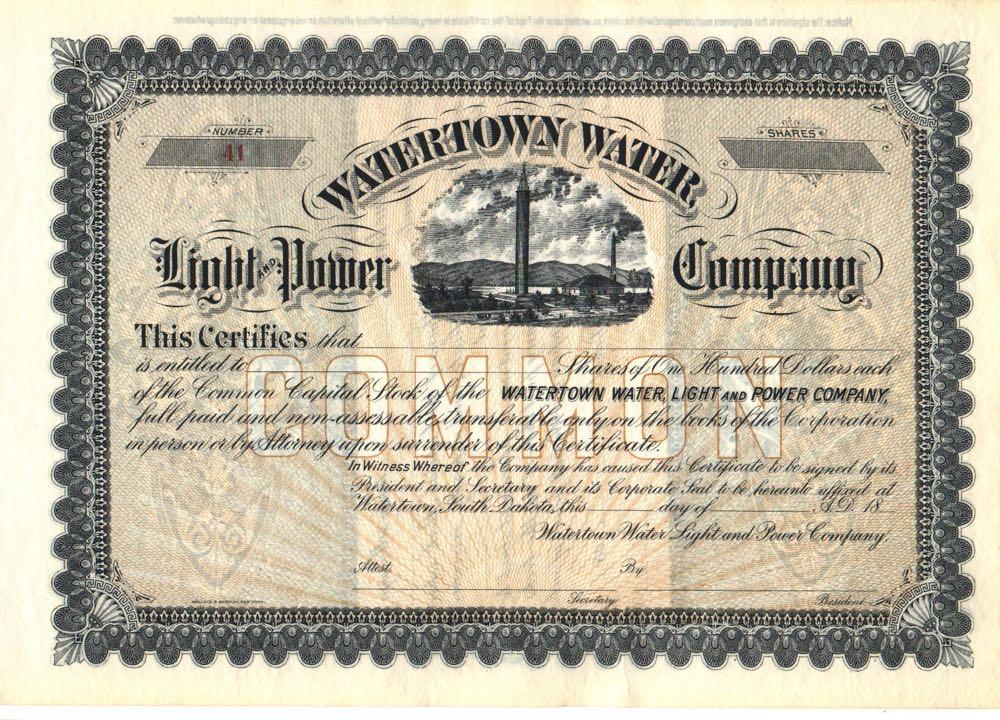 NUMBER
41
SHARES
WATERTOWN WATER,
Light AND Power Company
This Certifies that
is entitled to Shares of One Hundred Dollars each
of the Common Capital Stock of the WATERTOWN WATER, LIGHT AND POWER COMPANY,
full paid and non-assessable, transferable only on the books of the Corporation
in person or by Attorney upon surrender of this Certificate.
COMMON
In Witness Whereof the Company has caused this Certificate to be signed by its
President and Secretary and its Corporate Seal to be hereunto affixed at
Watertown, South Dakota, this day of A.D. 18
Watertown Water Light and Power Company.
Attest. By
Secretary President